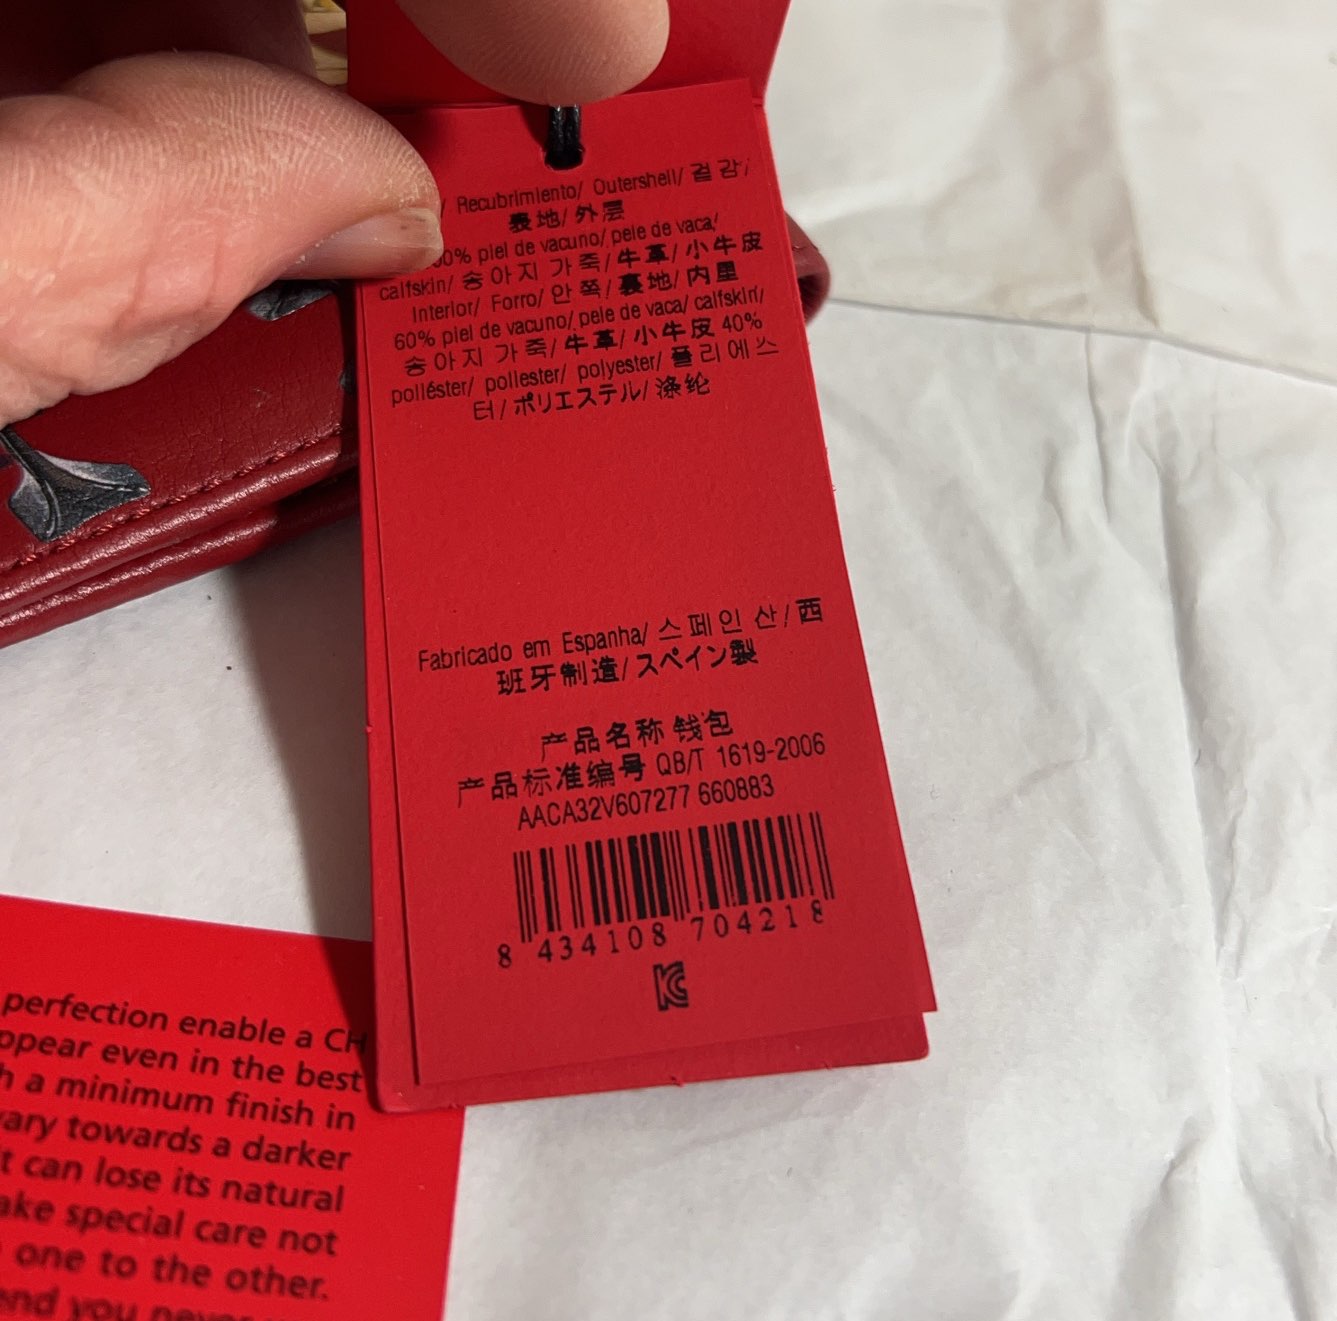 / Recubrimiento/ Outershell/ 겉감/
表地/外层
00% piel de vacuno/ pele de vaca/
calfskin/ 송아지 가죽/牛革/小牛皮
Interior/ Forro/ 안쪽/裏地/内里
60% piel de vacuno/ pele de vaca/ calfskin/
송아지 가죽/牛革/小牛皮 40%
poliéster/ poliester/ polyester/ 폴리에스
터/ポリエステル/涤纶
Fabricado em Espanha/ 스페인 산/西
班牙制造/スペイン製
产品名称 钱包
产品标准编号 QB/T 1619-2006
AACA32V607277 660883
8 434108 704218
KC
perfection enable a CH
ppear even in the best
h a minimum finish in
vary towards a darker
t can lose its natural
ake special care not
one to the other.
end you never